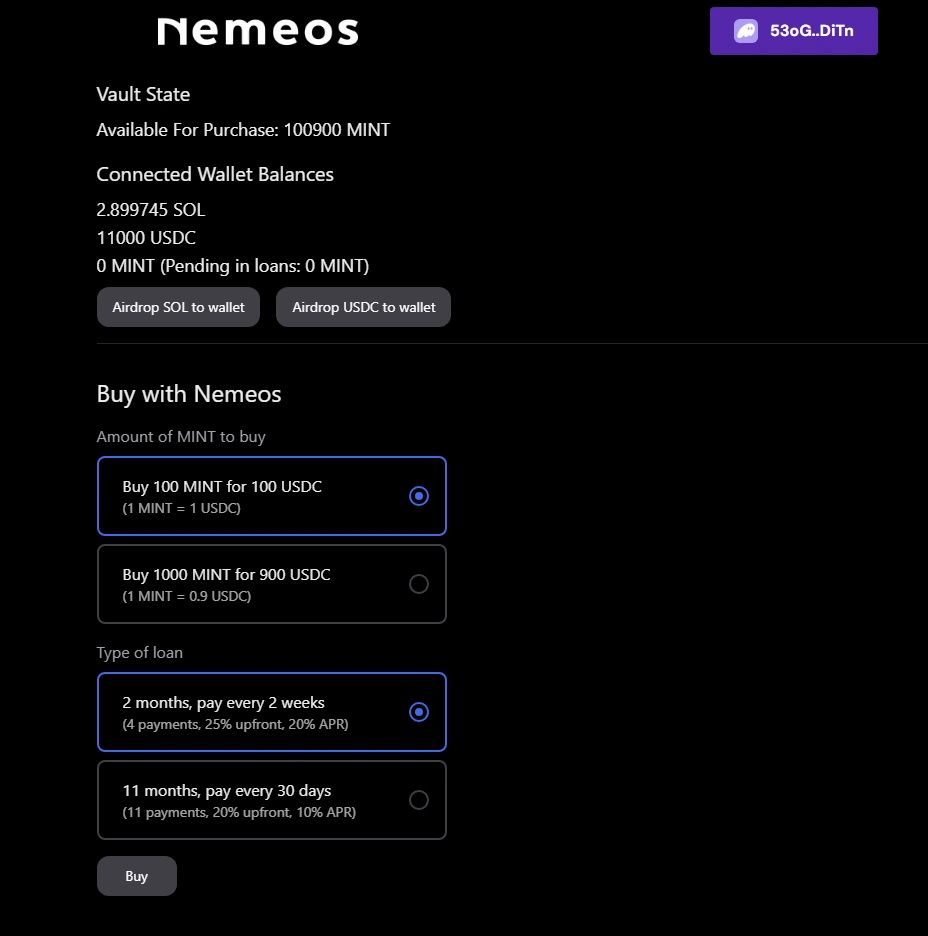 Nemeos
53oG..DiTn
Vault State
Available For Purchase: 100900 MINT
Connected Wallet Balances
2.899745 SOL
11000 USDC
0 MINT (Pending in loans: 0 MINT)
Airdrop SOL to wallet
Airdrop USDC to wallet
Buy with Nemeos
Amount of MINT to buy
Buy 100 MINT for 100 USDC
(1 MINT = 1 USDC)
Buy 1000 MINT for 900 USDC
(1 MINT = 0.9 USDC)
Type of loan
2 months, pay every 2 weeks
(4 payments, 25% upfront, 20% APR)
11 months, pay every 30 days
(11 payments, 20% upfront, 10% APR)
Buy